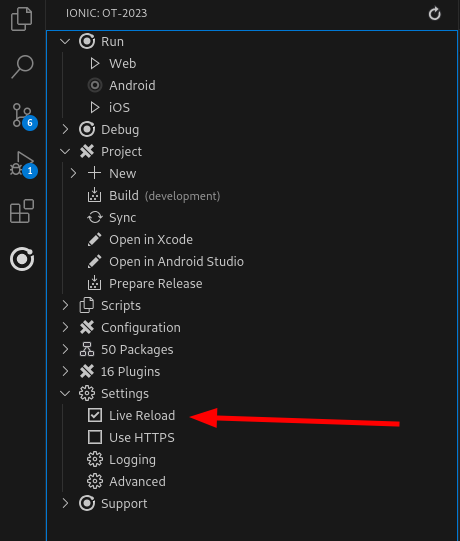 IONIC: OT-2023
Run
Web
Android
iOS
Debug
Project
New
Build (development)
Sync
Open in Xcode
Open in Android Studio
Prepare Release
Scripts
Configuration
50 Packages
16 Plugins
Settings
Live Reload
Use HTTPS
Logging
Advanced
Support
6
1